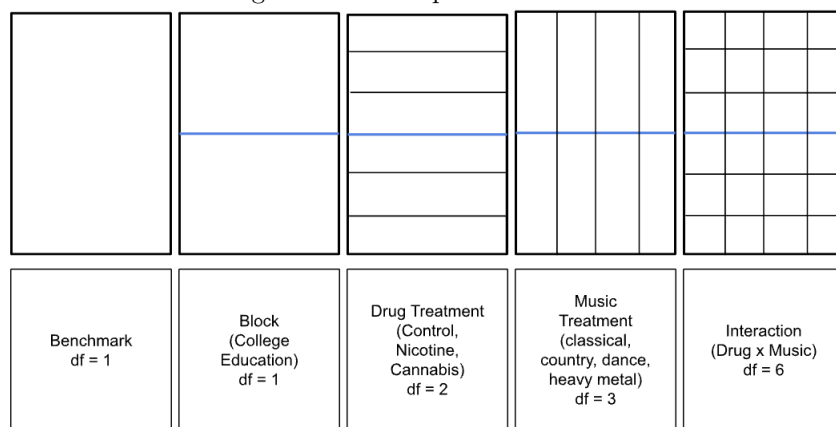 Benchmark
df = 1
Block
(College
Education)
df = 1
Drug Treatment
(Control,
Nicotine,
Cannabis)
df = 2
Music
Treatment
(classical,
country, dance,
heavy metal)
df = 3
Interaction
(Drug x Music)
df = 6